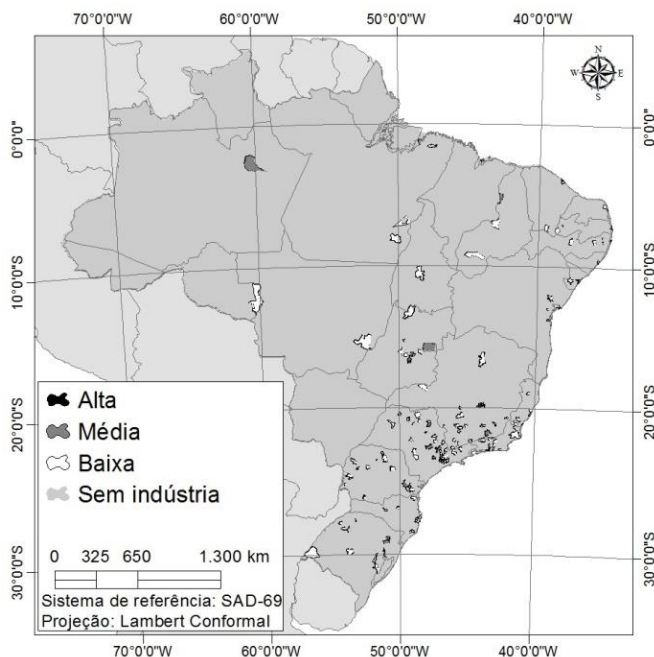 70°0'0"W 60°0'0"W 50°0'0"W 40°0'0"W
N
W E
S
0°0'0" 0°0'0"
10°0'0"S 10°0'0"S
20°0'0"S 20°0'0"S
30°0'0"S 30°0'0"S
Alta
Média
Baixa
Sem indústria
0 325 650 1.300 km
Sistema de referência: SAD-69
Projeção: Lambert Conformal
70°0'0"W 60°0'0"W 50°0'0"W 40°0'0"W